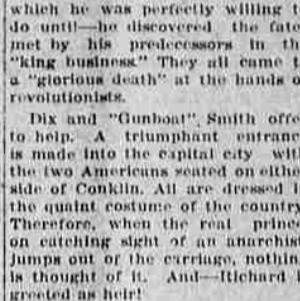 which he was perfectly willing t
do until—he discovered the fate
met by his predecessors in th
"king business." They all came t
a "glorious death" at the hands o
revolutionists.
Dix and "Gunboat", Smith offe
to help. A triumphant entranc
is made into the capital city wit
the two Americans seated on eithe
side of Conklin. All are dressed i
the quaint costume of the country
Therefore, when the real princ
on catching sight of an anarchis
jumps out of the carriage, nothin
is thought of it. And—Richard i
greeted as heir!